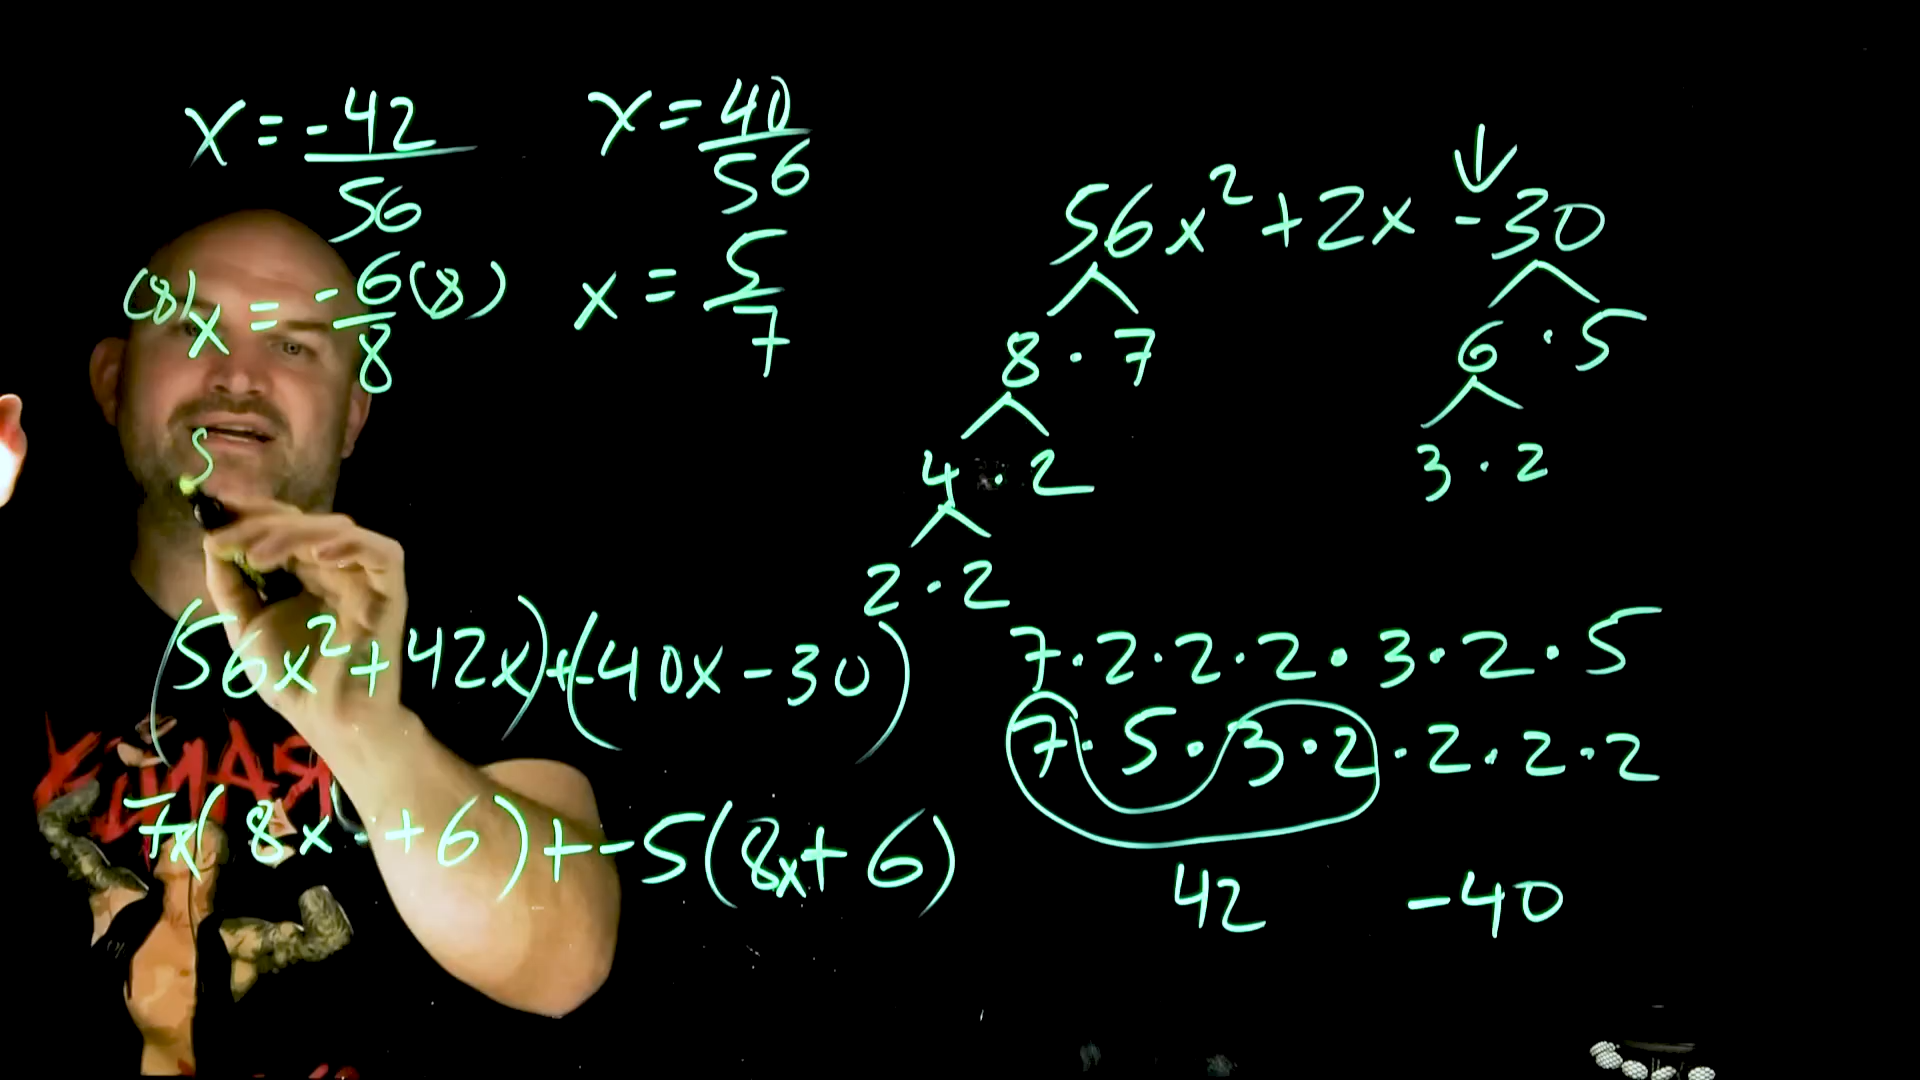 x = -42/56
x = 40/56
(8)x = -6/8(8)
x = 5/7
(56x²+42x)+(-40x-30)
7x(8x+6)+-5(8x+6)
56x²+2x-30
8·7
6·5
4·2
3·2
2·2
7·2·2·2·3·2·5
7·5·3·2·2·2·2
42 -40